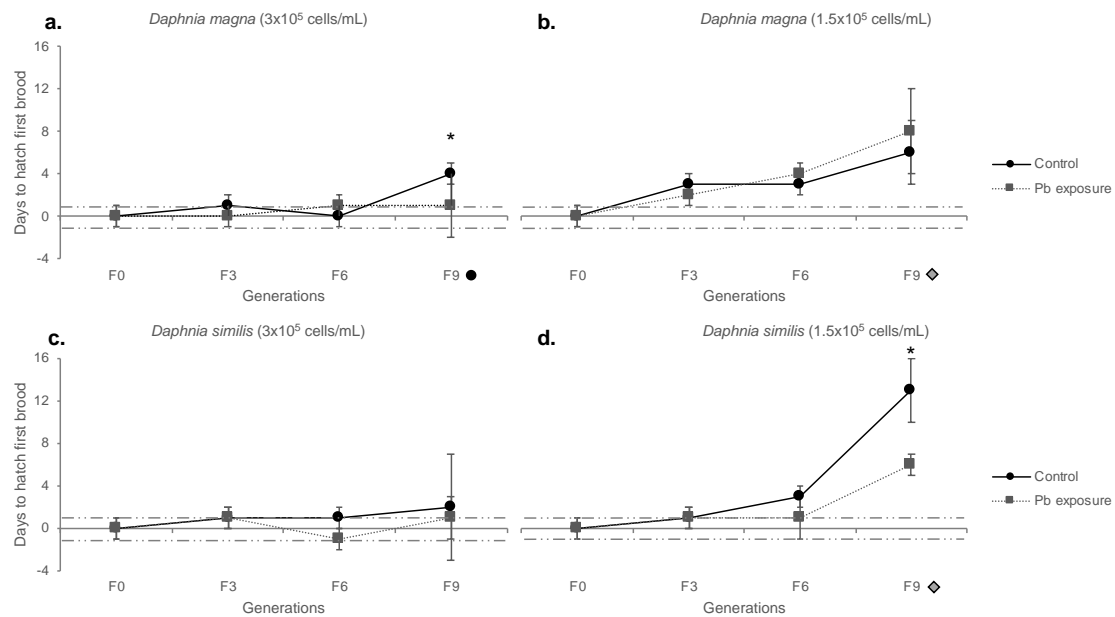 a.
Daphnia magna (3x10⁵ cells/mL)
16
12
8
4
0
-4
Days to hatch first brood
*
F0 F3 F6 F9
Generations
b.
Daphnia magna (1.5x10⁵ cells/mL)
F0 F3 F6 F9
Generations
Control
Pb exposure
c.
Daphnia similis (3x10⁵ cells/mL)
16
12
8
4
0
-4
Days to hatch first brood
F0 F3 F6 F9
Generations
d.
Daphnia similis (1.5x10⁵ cells/mL)
*
F0 F3 F6 F9
Generations
Control
Pb exposure